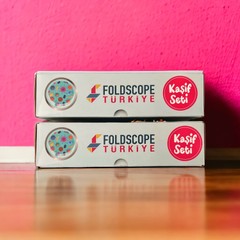 FOLDSCOPE
TÜRKİYE
Kaşif
Seti
FOLDSCOPE
TÜRKİYE
Kaşif
Seti